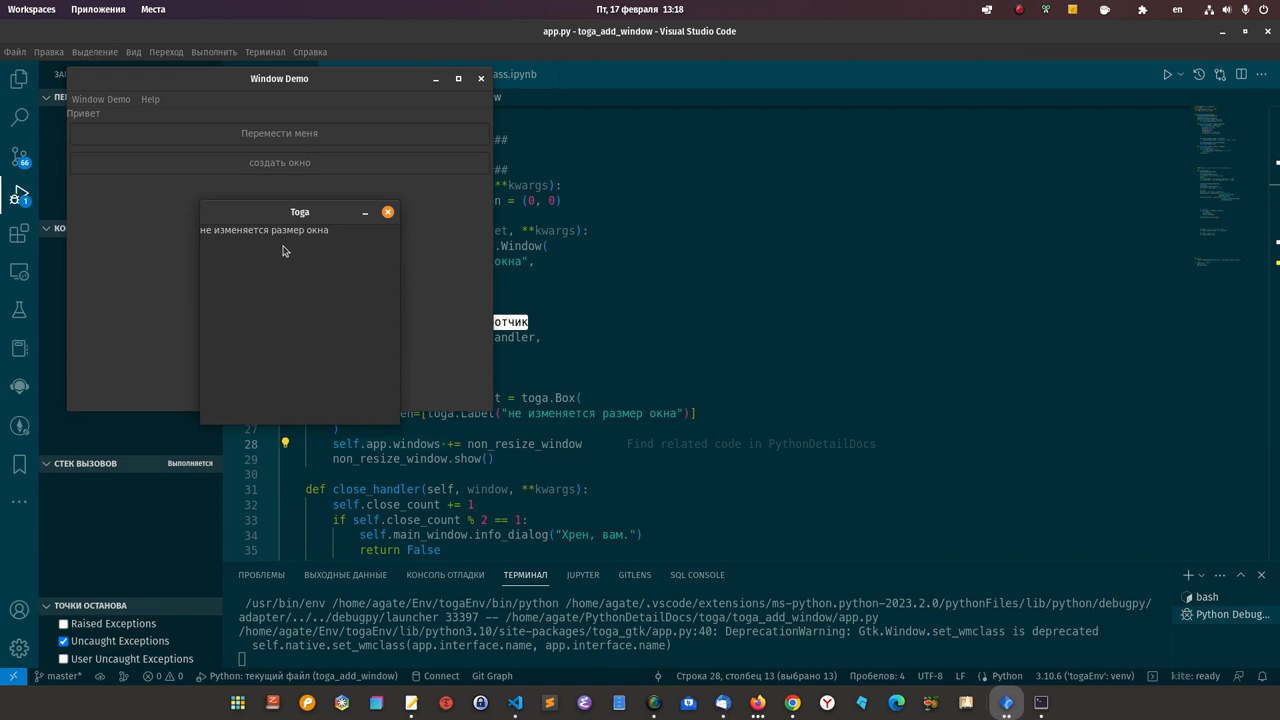 Workspaces Приложения Места
Пт, 17 февраля 13:18
en
app.py - toga_add_window - Visual Studio Code
Файл Правка Выделение Вид Переход Выполнить Терминал Справка
Window Demo
ass.ipynb
Window Demo Help
Привет
Перемести меня
создать окно
Toga
не изменяется размер окна
##
##
**kwargs):
n = (0, 0)
et, **kwargs):
.Window(
окна",
отчик
andler,
t = toga.Box(
en=[toga.Label("не изменяется размер окна")]
27 )
28 self.app.windows += non_resize_window Find related code in PythonDetailDocs
29 non_resize_window.show()
30
31 def close_handler(self, window, **kwargs):
32 self.close_count += 1
33 if self.close_count % 2 == 1:
34 self.main_window.info_dialog("Хрен, вам.")
35 return False
66
1
СТЕК ВЫЗОВОВ Выполняется
ТОЧКИ ОСТАНОВА
Raised Exceptions
Uncaught Exceptions
User Uncaught Exceptions
ПРОБЛЕМЫ ВЫХОДНЫЕ ДАННЫЕ КОНСОЛЬ ОТЛАДКИ ТЕРМИНАЛ JUPYTER GITLENS SQL CONSOLE
/usr/bin/env /home/agate/Env/togaEnv/bin/python /home/agate/.vscode/extensions/ms-python.python-2023.2.0/pythonFiles/lib/python/debugpy/
adapter/../../debugpy/launcher 33397 -- /home/agate/PythonDetailDocs/toga/toga_add_window/app.py
/home/agate/Env/togaEnv/lib/python3.10/site-packages/toga_gtk/app.py:40: DeprecationWarning: Gtk.Window.set_wmclass is deprecated
self.native.set_wmclass(app.interface.name, app.interface.name)
bash
Python Debug...
master* 0 0 Python: текущий файл (toga_add_window) Connect Git Graph
Строка 28, столбец 13 (выбрано 13) Пробелов: 4 UTF-8 LF Python 3.10.6 ('togaEnv': venv) kite: ready